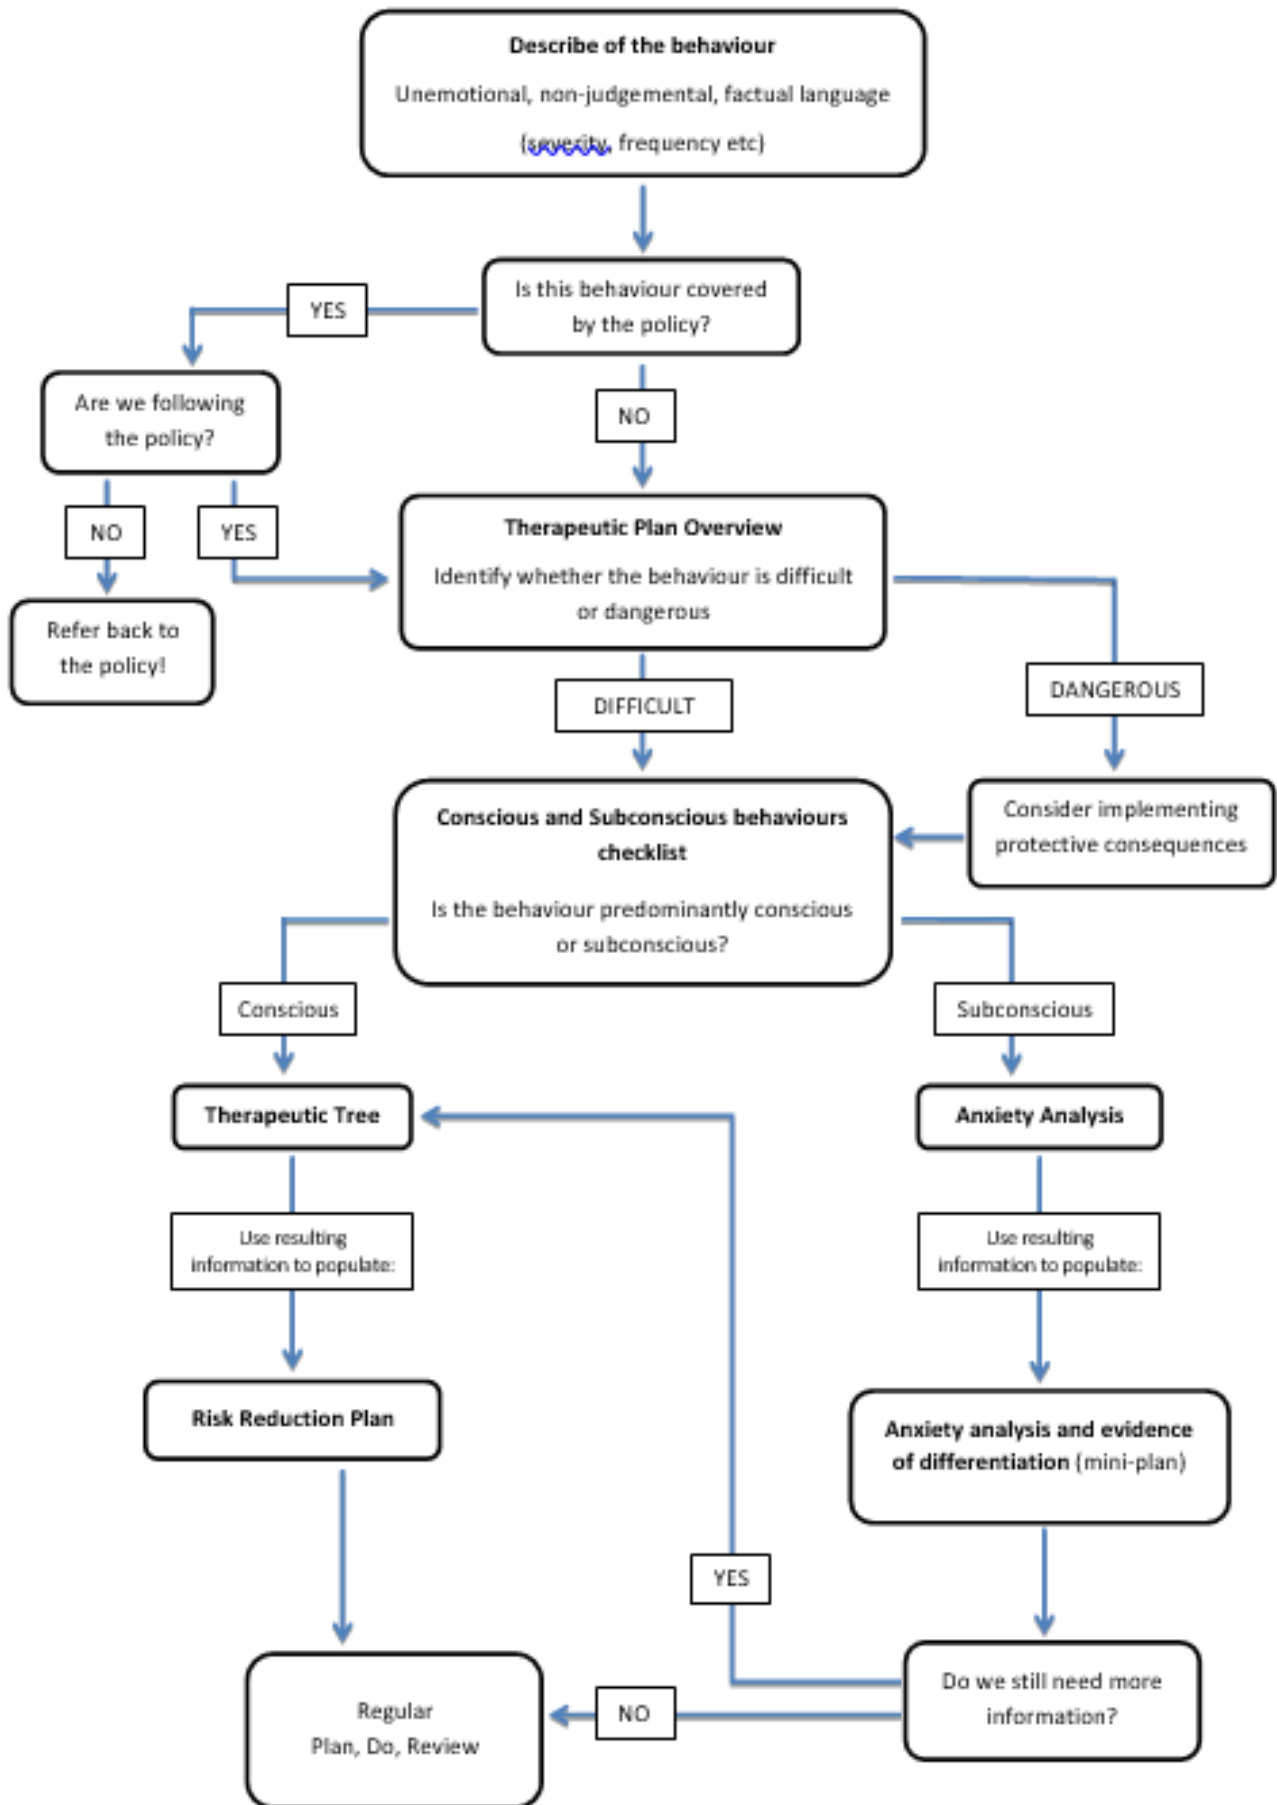 Describe of the behaviour
Unemotional, non-judgemental, factual language
(severity, frequency etc)
Is this behaviour covered
by the policy?
YES
Are we following
the policy?
NO
NO
YES
Therapeutic Plan Overview
Identify whether the behaviour is difficult
or dangerous
Refer back to
the policy!
DIFFICULT
DANGEROUS
Conscious and Subconscious behaviours
checklist
Is the behaviour predominantly conscious
or subconscious?
Consider implementing
protective consequences
Conscious
Subconscious
Therapeutic Tree
Anxiety Analysis
Use resulting
information to populate:
Use resulting
information to populate:
Risk Reduction Plan
Anxiety analysis and evidence
of differentiation (mini-plan)
YES
Do we still need more
information?
NO
Regular
Plan, Do, Review